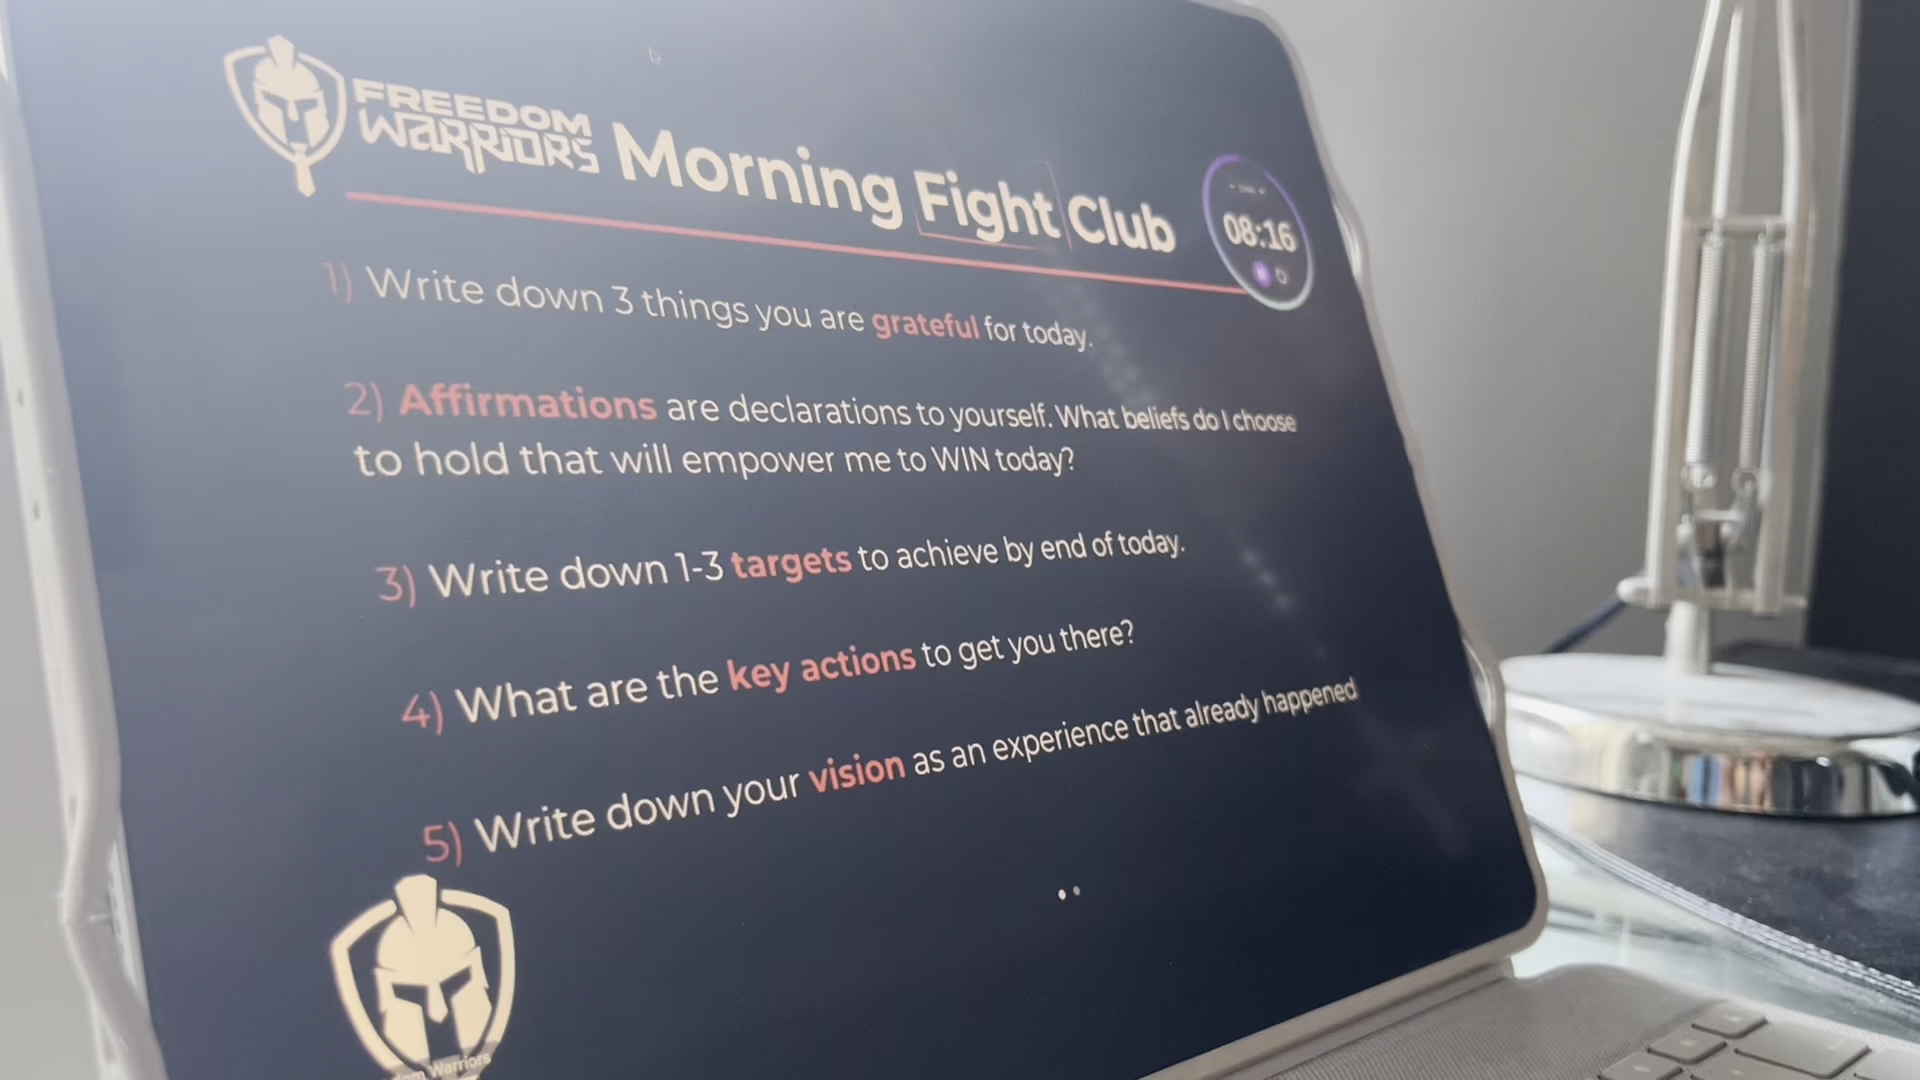 FREEDOM
WARRIORS
Morning Fight Club
08:16
1) Write down 3 things you are grateful for today.
2) Affirmations are declarations to yourself. What beliefs do I choose
to hold that will empower me to WIN today?
3) Write down 1-3 targets to achieve by end of today.
4) What are the key actions to get you there?
5) Write down your vision as an experience that already happened
Warriors